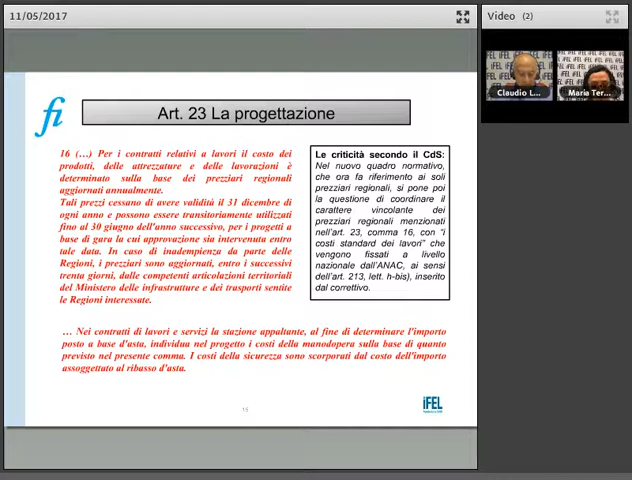 11/05/2017
Video (2)
Claudio L...
Maria Ter...
fi
Art. 23 La progettazione
16 (…) Per i contratti relativi a lavori il costo dei
prodotti, delle attrezzature e delle lavorazioni è
determinato sulla base dei prezziari regionali
aggiornati annualmente.
Tali prezzi cessano di avere validità il 31 dicembre di
ogni anno e possono essere transitoriamente utilizzati
fino al 30 giugno dell'anno successivo, per i progetti a
base di gara la cui approvazione sia intervenuta entro
tale data. In caso di inadempienza da parte delle
Regioni, i prezziari sono aggiornati, entro i successivi
trenta giorni, dalle competenti articolazioni territoriali
del Ministero delle infrastrutture e dei trasporti sentite
le Regioni interessate.
Le criticità secondo il CdS:
Nel nuovo quadro normativo,
che ora fa riferimento ai soli
prezziari regionali, si pone poi
la questione di coordinare il
carattere vincolante dei
prezziari regionali menzionati
nell'art. 23, comma 16, con "i
costi standard dei lavori" che
vengono fissati a livello
nazionale dall'ANAC, ai sensi
dell'art. 213, lett. h-bis), inserito
dal correttivo.
… Nei contratti di lavori e servizi la stazione appaltante, al fine di determinare l'importo
posto a base d'asta, individua nel progetto i costi della manodopera sulla base di quanto
previsto nel presente comma. I costi della sicurezza sono scorporati dal costo dell'importo
assoggettato al ribasso d'asta.
IFEL